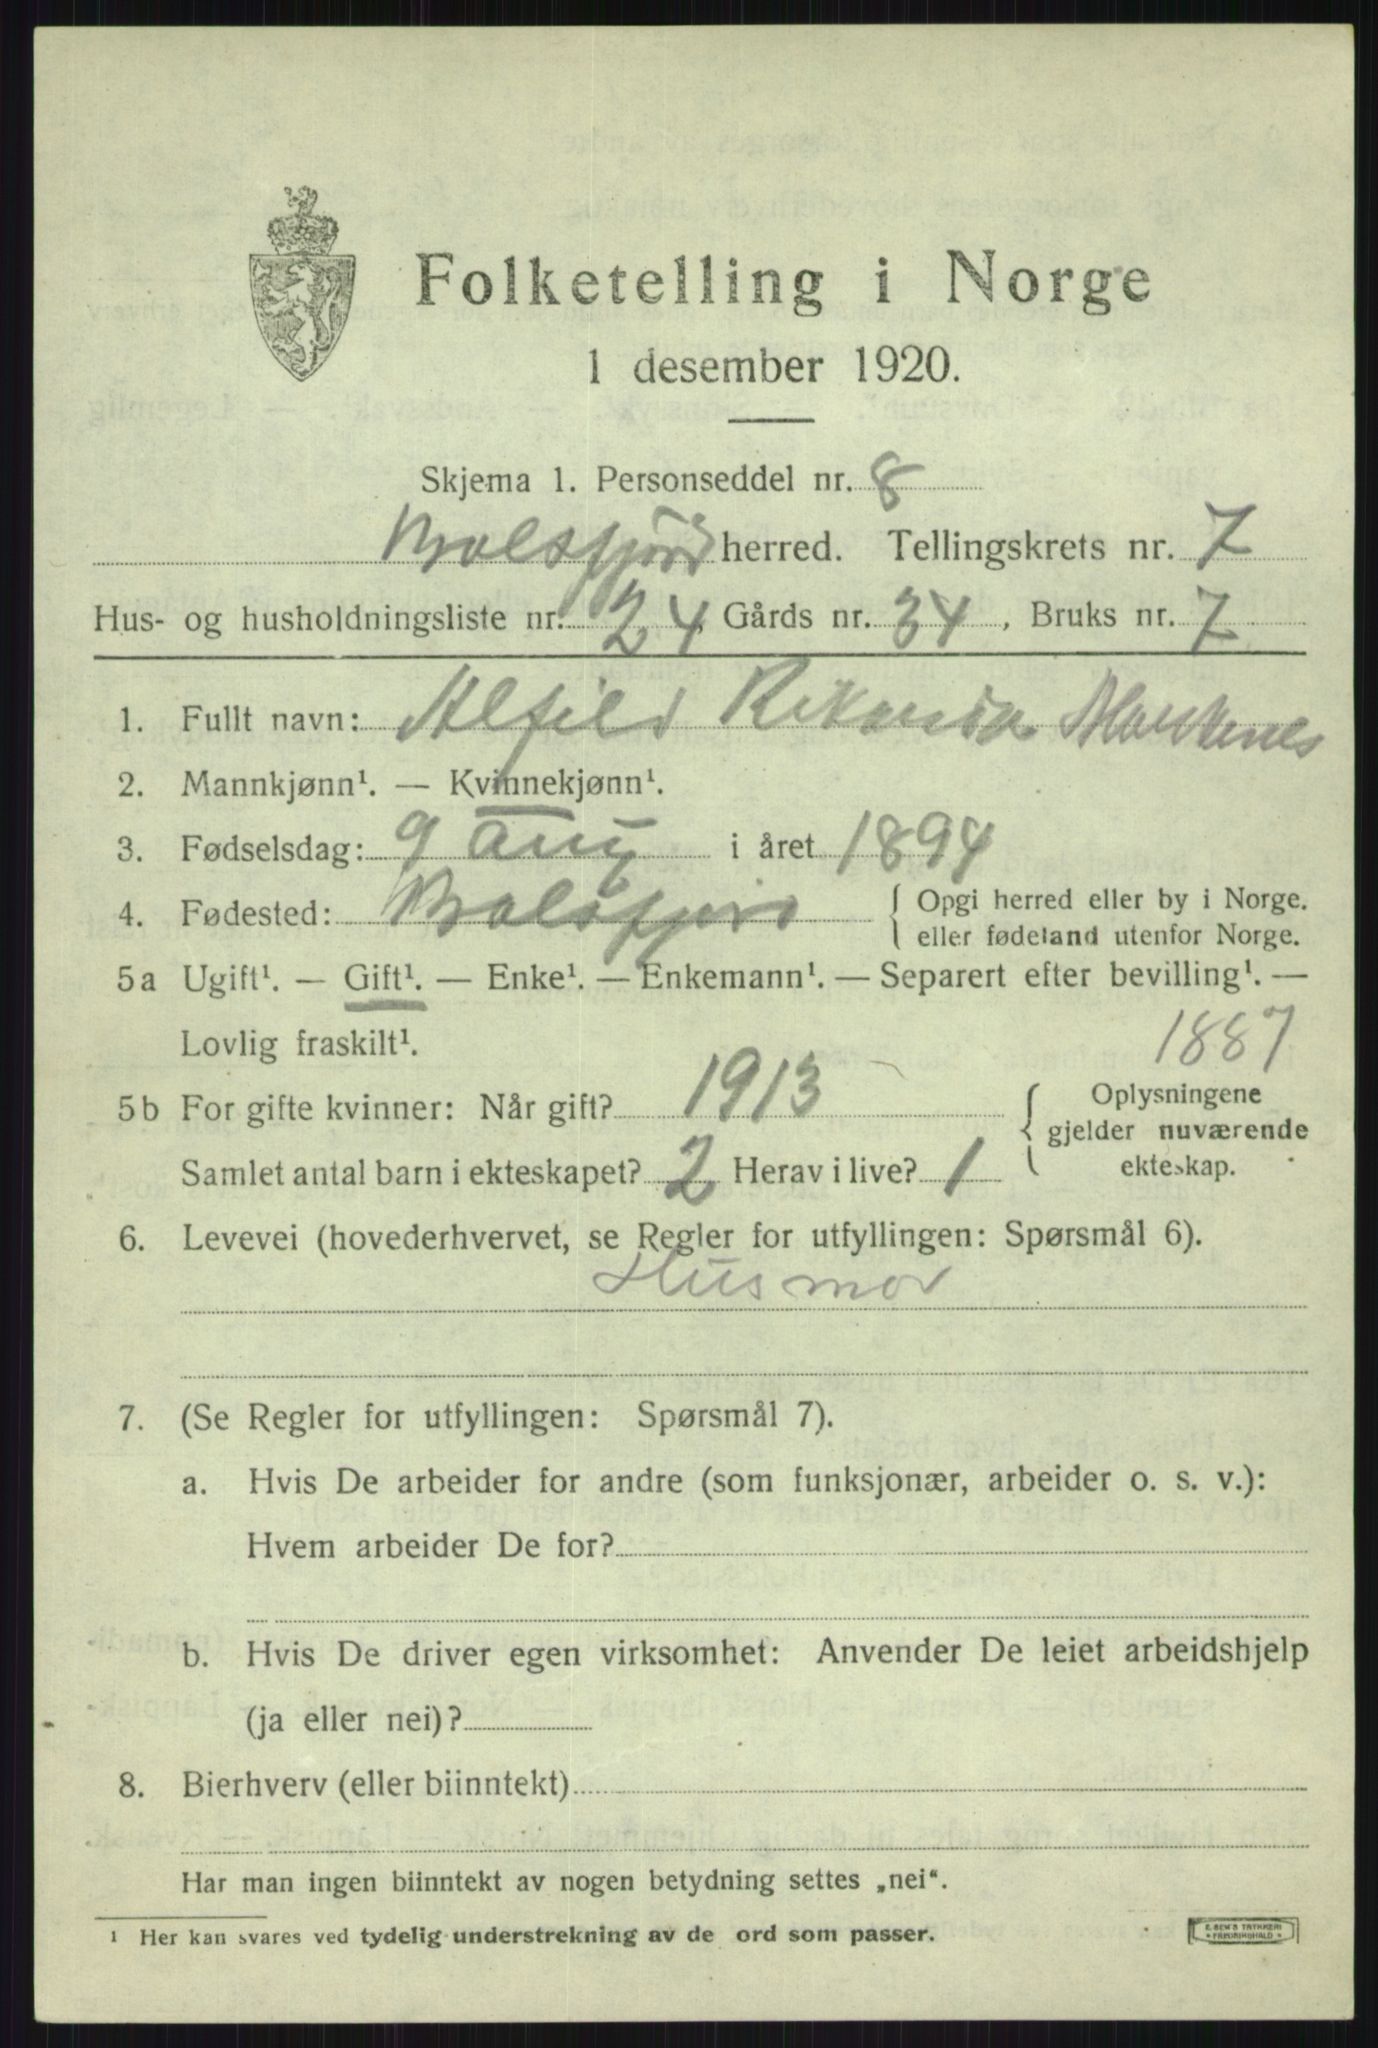 Folketelling i Norge
1 desember 1920.
Skjema 1. Personseddel nr. 8
Balsfjord herred. Tellingskrets nr. 7
Hus- og husholdningsliste nr. 24, Gårds nr. 34, Bruks nr. 7
1. Fullt navn: Alfild Rikarda Markenes
2. Mannkjønn¹. — Kvinnekjønn¹.
3. Fødselsdag: 9 aug i året 1894
4. Fødested: Balsfjord { Opgi herred eller by i Norge.
eller fødeland utenfor Norge.
5a Ugift¹. — Gift¹. — Enke¹. — Enkemann¹. — Separert efter bevilling¹. —
Lovlig fraskilt¹. 1887
5b For gifte kvinner: Når gift? 1913 { Oplysningene
gjelder nuværende
Samlet antal barn i ekteskapet? 2 Herav i live? 1 ekteskap.
6. Levevei (hovederhvervet, se Regler for utfyllingen: Spørsmål 6).
Husmor
7. (Se Regler for utfyllingen: Spørsmål 7).
a. Hvis De arbeider for andre (som funksjonær, arbeider o. s. v.):
Hvem arbeider De for?
b. Hvis De driver egen virksomhet: Anvender De leiet arbeidshjelp
(ja eller nei)?
8. Bierhverv (eller biinntekt)
Har man ingen biinntekt av nogen betydning settes „nei“.
¹ Her kan svares ved tydelig understrekning av de ord som passer.
E. SEM'S TRYKKERI
FREDRIKSHALD